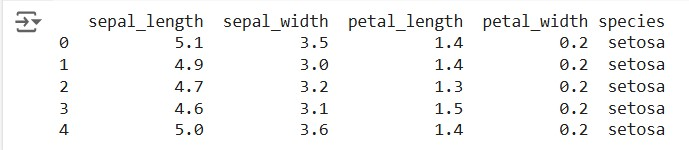 sepal_length sepal_width petal_length petal_width species
0 5.1 3.5 1.4 0.2 setosa
1 4.9 3.0 1.4 0.2 setosa
2 4.7 3.2 1.3 0.2 setosa
3 4.6 3.1 1.5 0.2 setosa
4 5.0 3.6 1.4 0.2 setosa